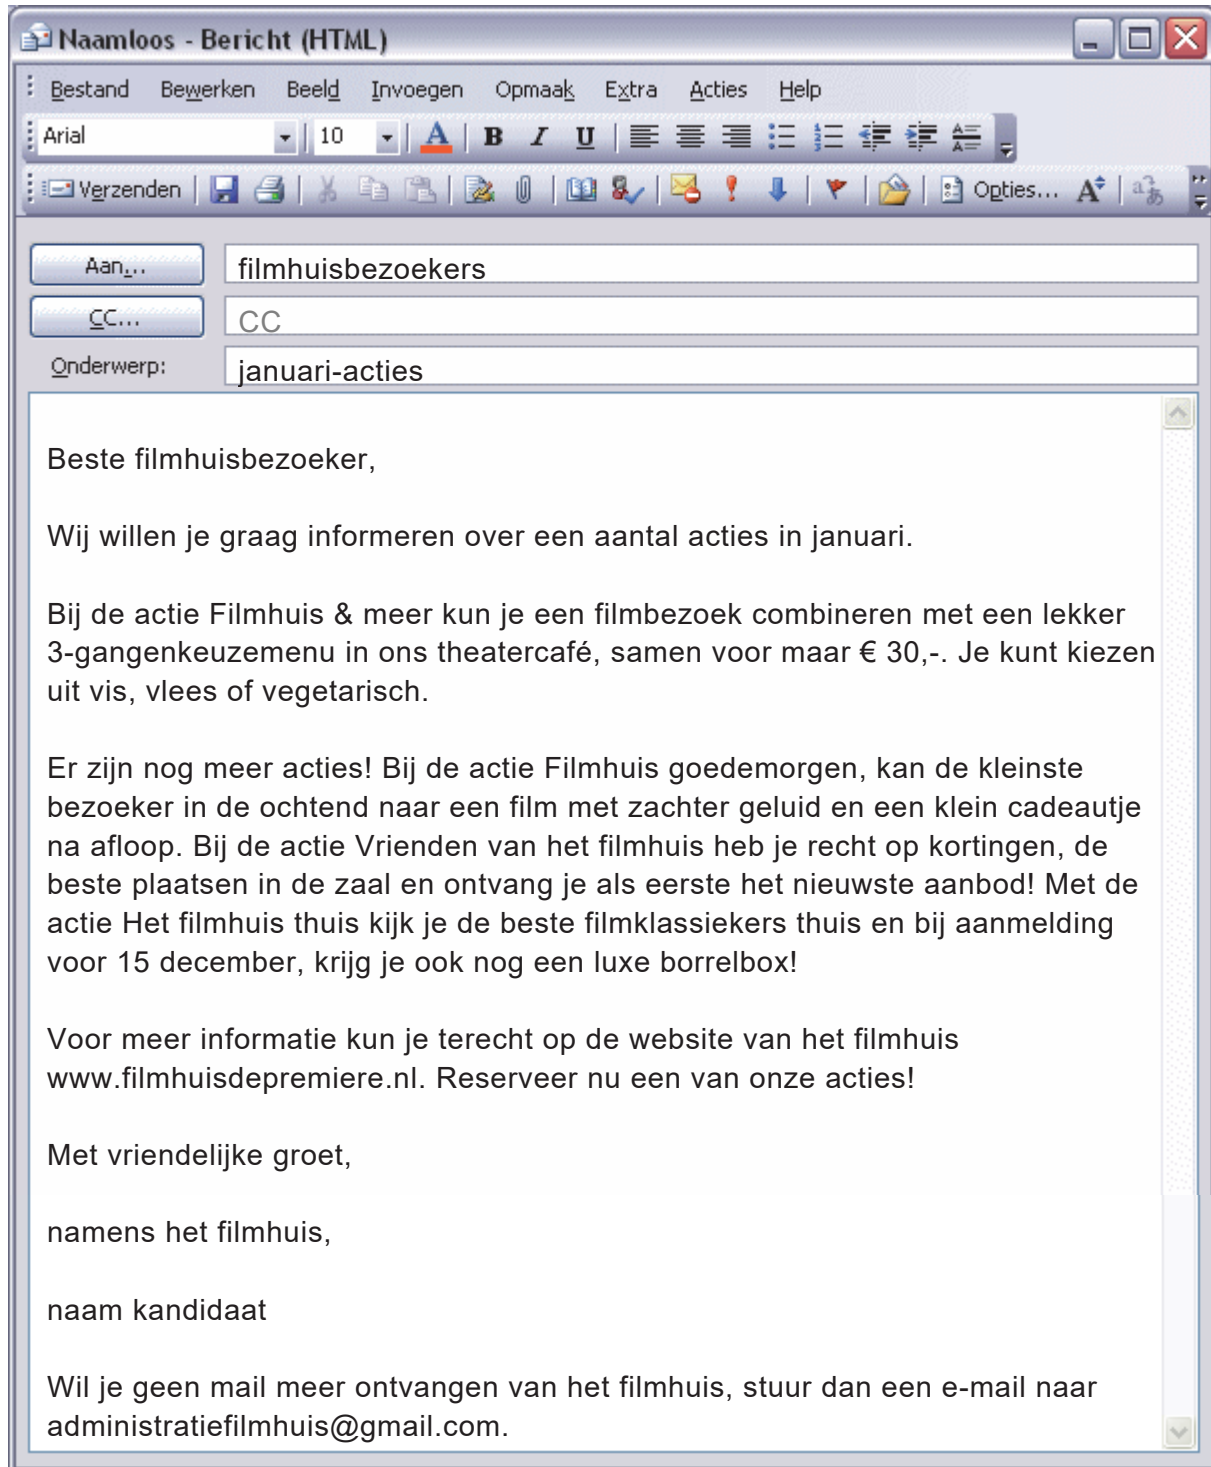 Naamloos - Bericht (HTML)
Bestand Bewerken Beeld Invoegen Opmaak Extra Acties Help
Arial 10 A B I U
Verzenden Opties...
Aan... filmhuisbezoekers
CC... CC
Onderwerp: januari-acties
Beste filmhuisbezoeker,
Wij willen je graag informeren over een aantal acties in januari.
Bij de actie Filmhuis & meer kun je een filmbezoek combineren met een lekker
3-gangenkeuzemenu in ons theatercafé, samen voor maar € 30,-. Je kunt kiezen
uit vis, vlees of vegetarisch.
Er zijn nog meer acties! Bij de actie Filmhuis goedemorgen, kan de kleinste
bezoeker in de ochtend naar een film met zachter geluid en een klein cadeautje
na afloop. Bij de actie Vrienden van het filmhuis heb je recht op kortingen, de
beste plaatsen in de zaal en ontvang je als eerste het nieuwste aanbod! Met de
actie Het filmhuis thuis kijk je de beste filmklassiekers thuis en bij aanmelding
voor 15 december, krijg je ook nog een luxe borrelbox!
Voor meer informatie kun je terecht op de website van het filmhuis
www.filmhuisdepremiere.nl. Reserveer nu een van onze acties!
Met vriendelijke groet,
namens het filmhuis,
naam kandidaat
Wil je geen mail meer ontvangen van het filmhuis, stuur dan een e-mail naar
administratiefilmhuis@gmail.com.